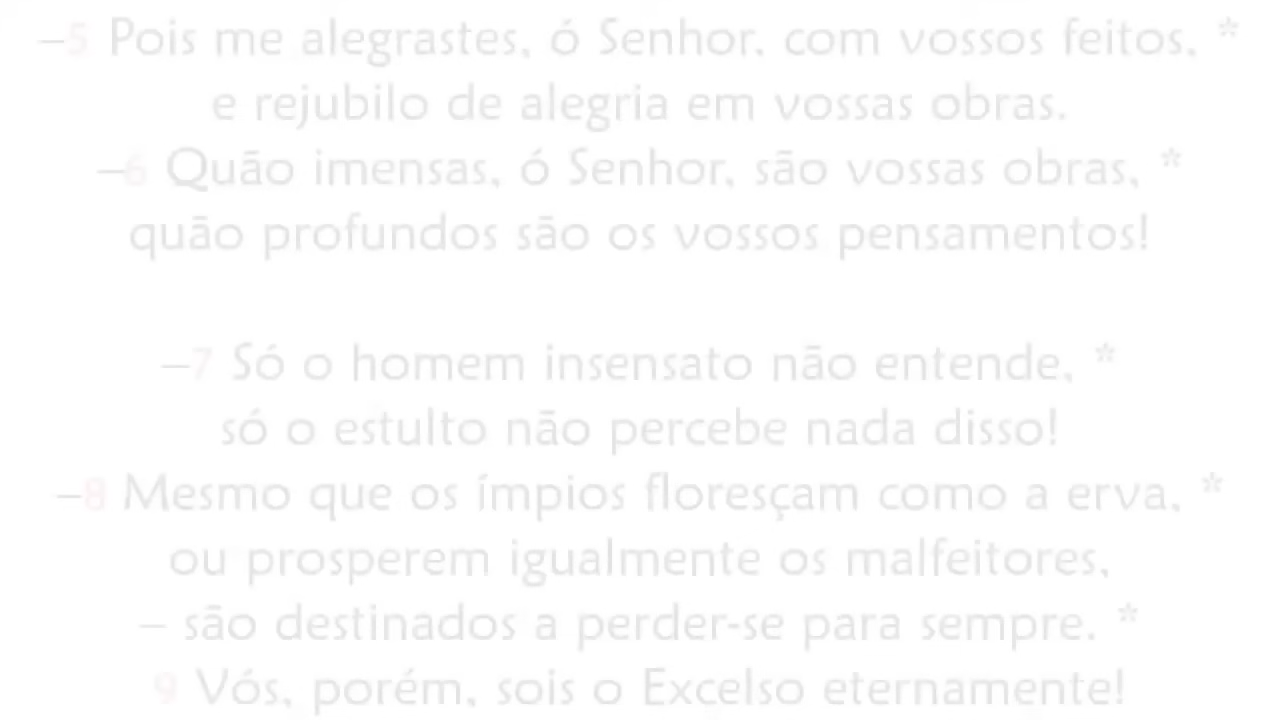 –5 Pois me alegrastes, ó Senhor, com vossos feitos, *
e rejubilo de alegria em vossas obras.
–6 Quão imensas, ó Senhor, são vossas obras, *
quão profundos são os vossos pensamentos!
–7 Só o homem insensato não entende, *
só o estulto não percebe nada disso!
–8 Mesmo que os ímpios floresçam como a erva, *
ou prosperem igualmente os malfeitores,
– são destinados a perder-se para sempre. *
9 Vós, porém, sois o Excelso eternamente!